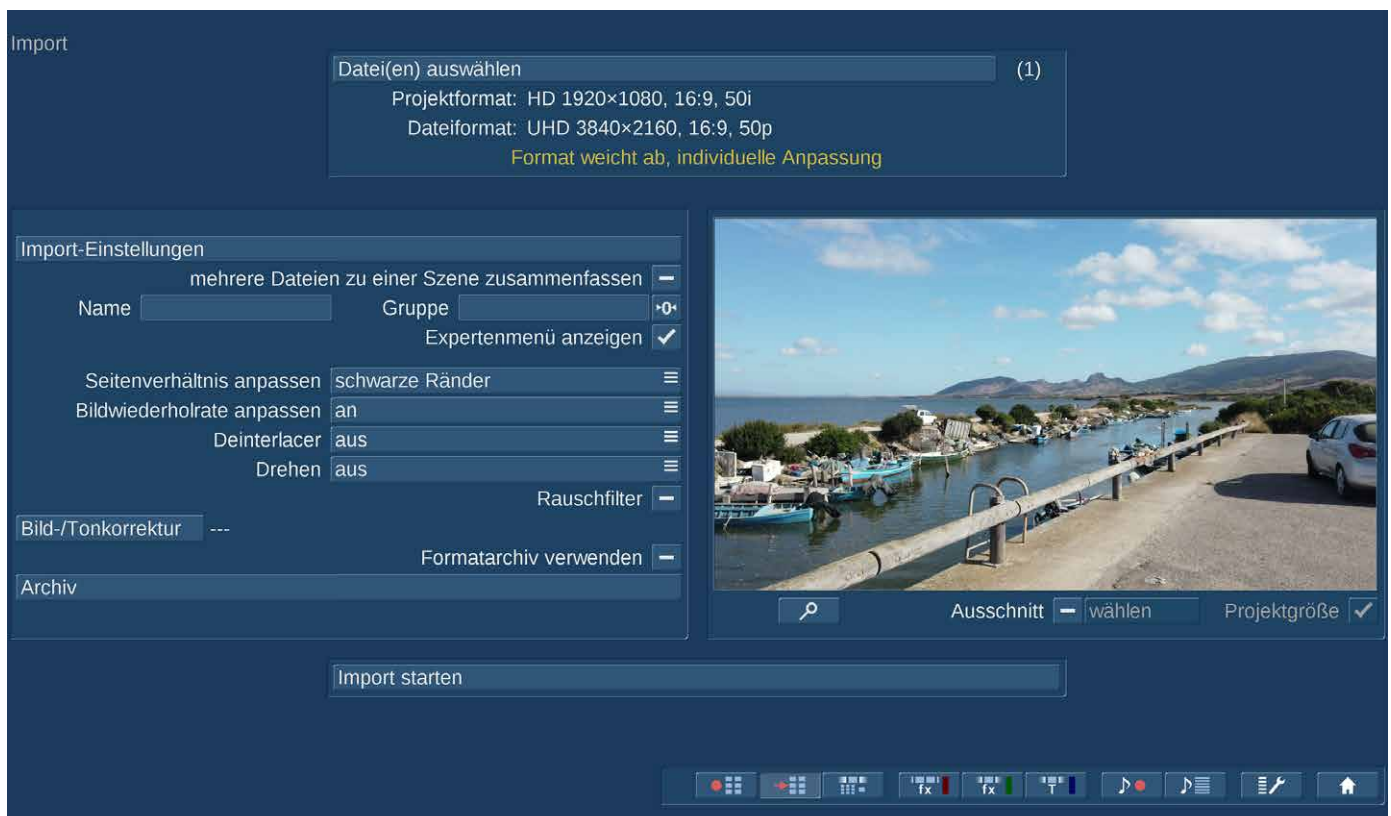 Import
Datei(en) auswählen (1)
Projektformat: HD 1920×1080, 16:9, 50i
Dateiformat: UHD 3840×2160, 16:9, 50p
Format weicht ab, individuelle Anpassung
Import-Einstellungen
mehrere Dateien zu einer Szene zusammenfassen
Name Gruppe ▸0◂
Expertenmenü anzeigen
Seitenverhältnis anpassen schwarze Ränder
Bildwiederholrate anpassen an
Deinterlacer aus
Drehen aus
Rauschfilter
Bild-/Tonkorrektur ---
Formatarchiv verwenden
Archiv
Ausschnitt wählen Projektgröße
Import starten
fx fx T